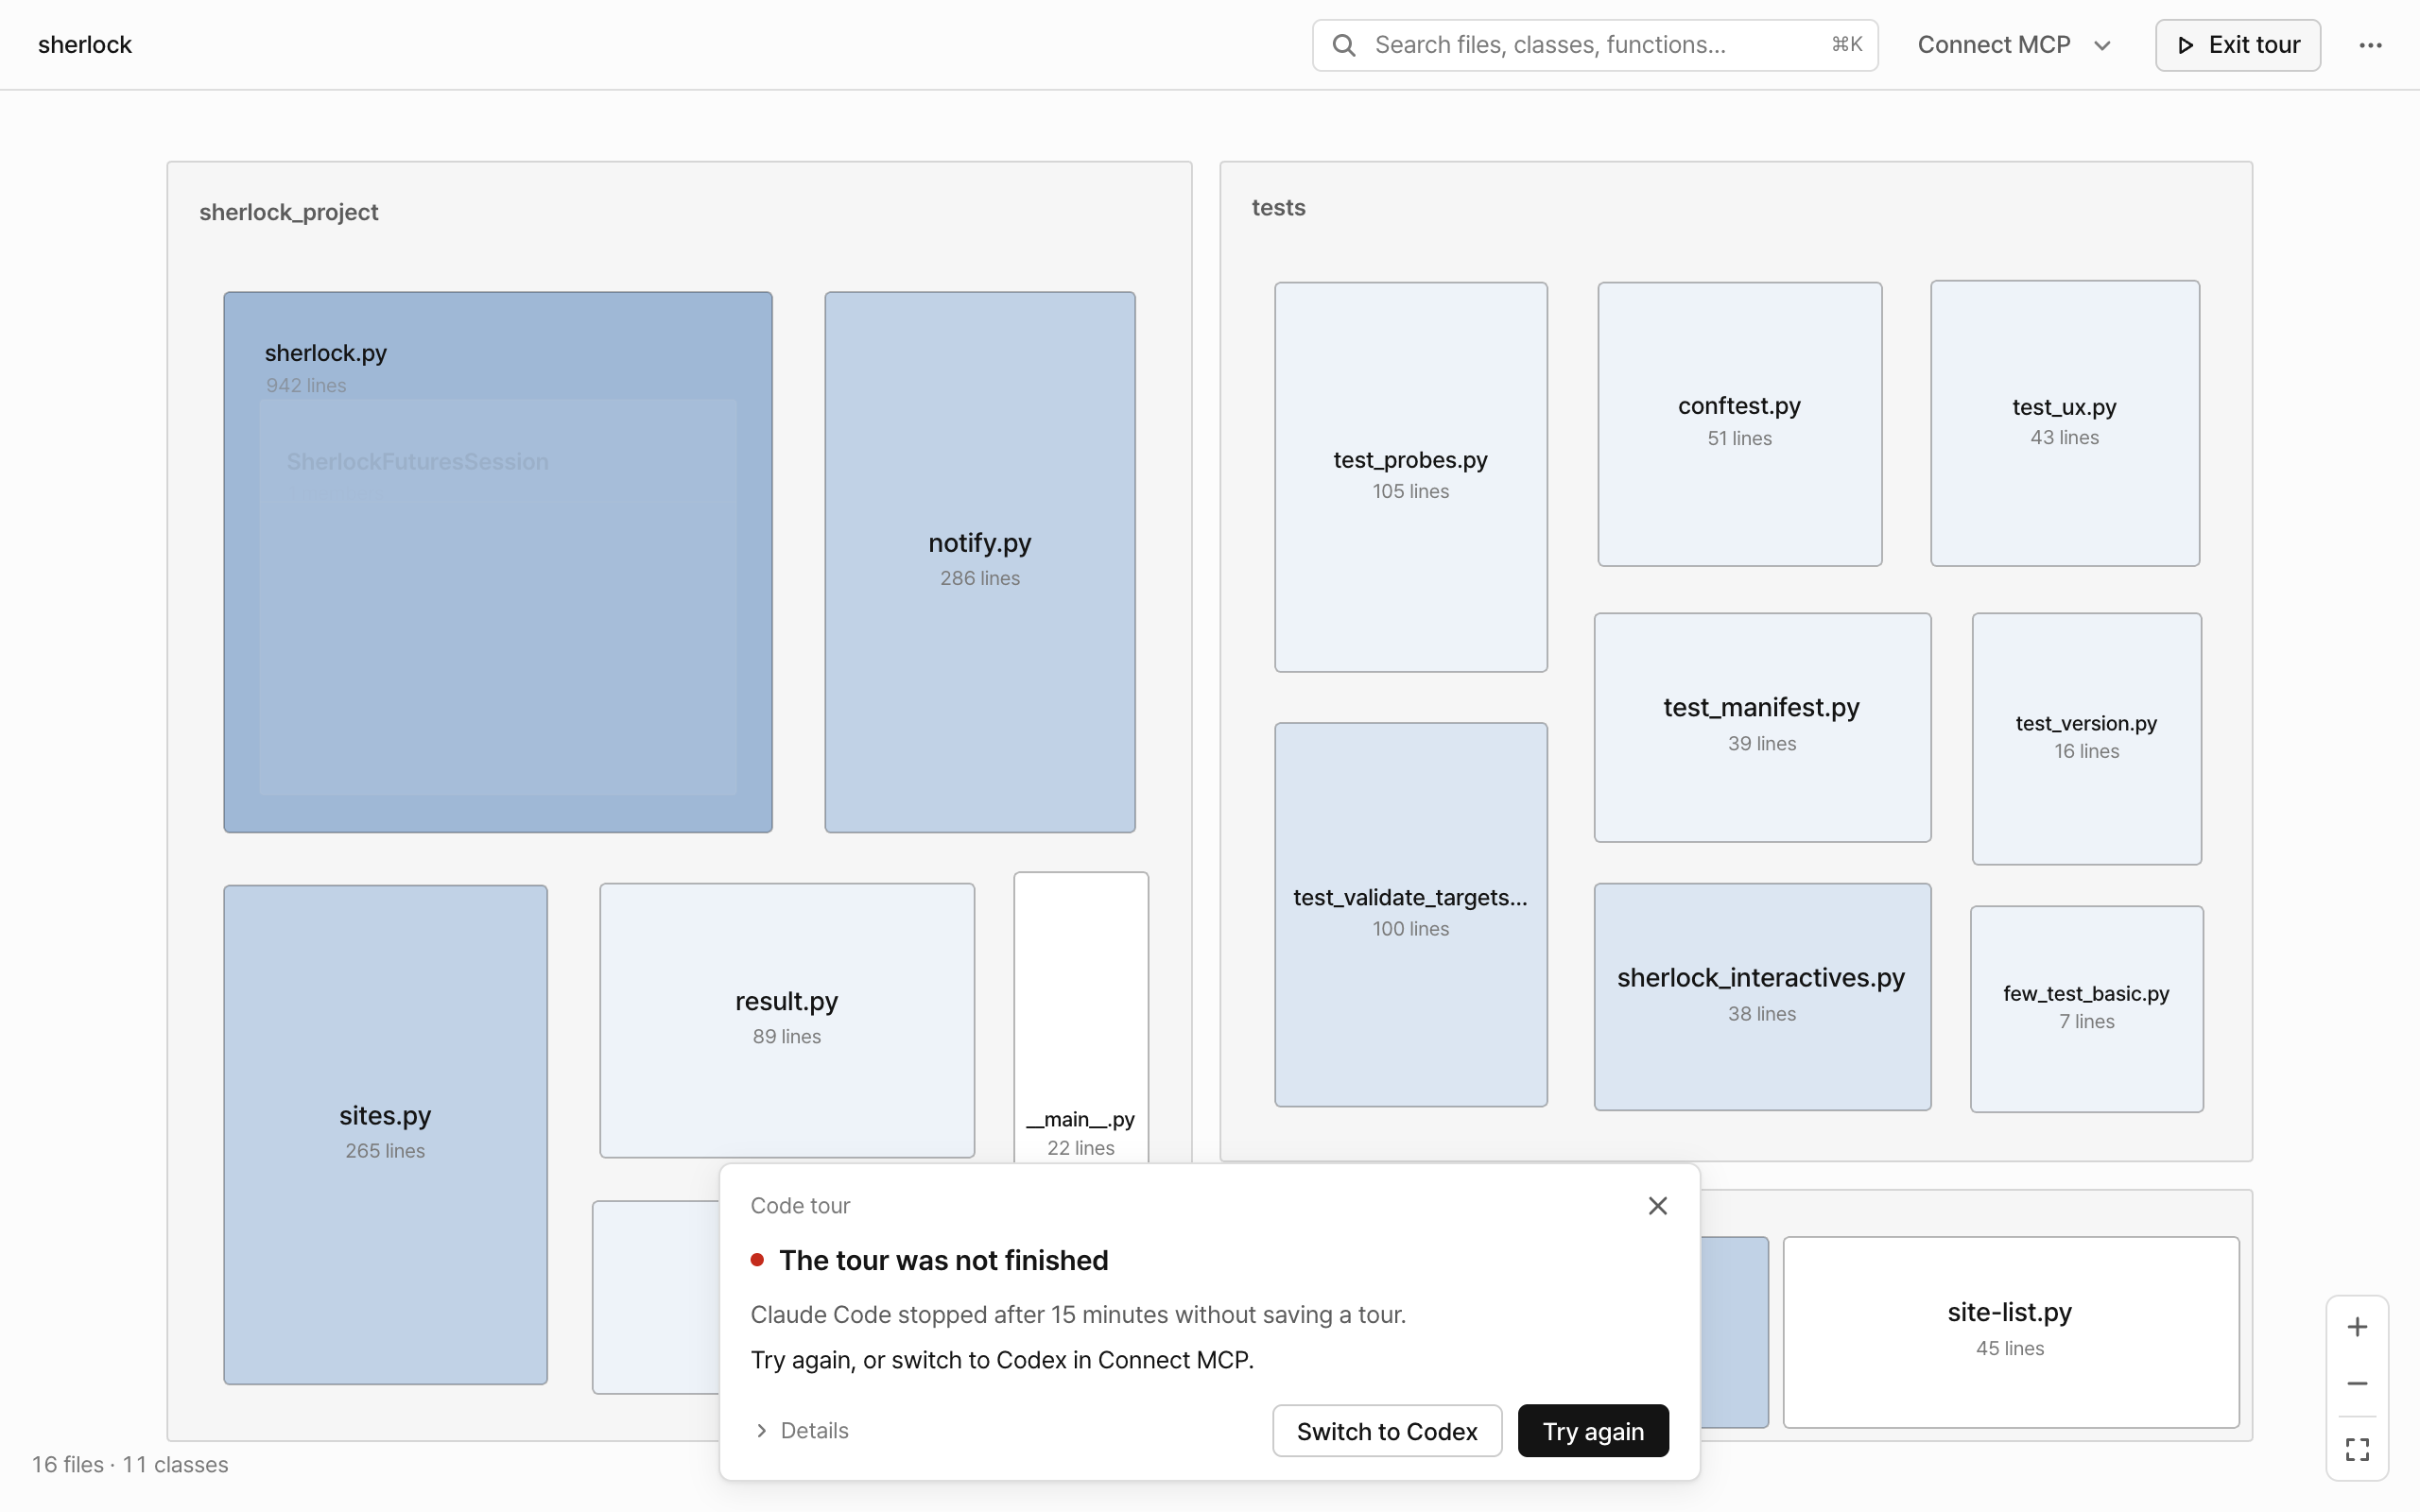 sherlock
Search files, classes, functions...
⌘K
Connect MCP
Exit tour
sherlock_project
sherlock.py
942 lines
SherlockFuturesSession
notify.py
286 lines
sites.py
265 lines
result.py
89 lines
__main__.py
22 lines
tests
test_probes.py
105 lines
conftest.py
51 lines
test_ux.py
43 lines
test_manifest.py
39 lines
test_version.py
16 lines
test_validate_targets...
100 lines
sherlock_interactives.py
38 lines
few_test_basic.py
7 lines
site-list.py
45 lines
Code tour
The tour was not finished
Claude Code stopped after 15 minutes without saving a tour.
Try again, or switch to Codex in Connect MCP.
Details
Switch to Codex
Try again
16 files · 11 classes